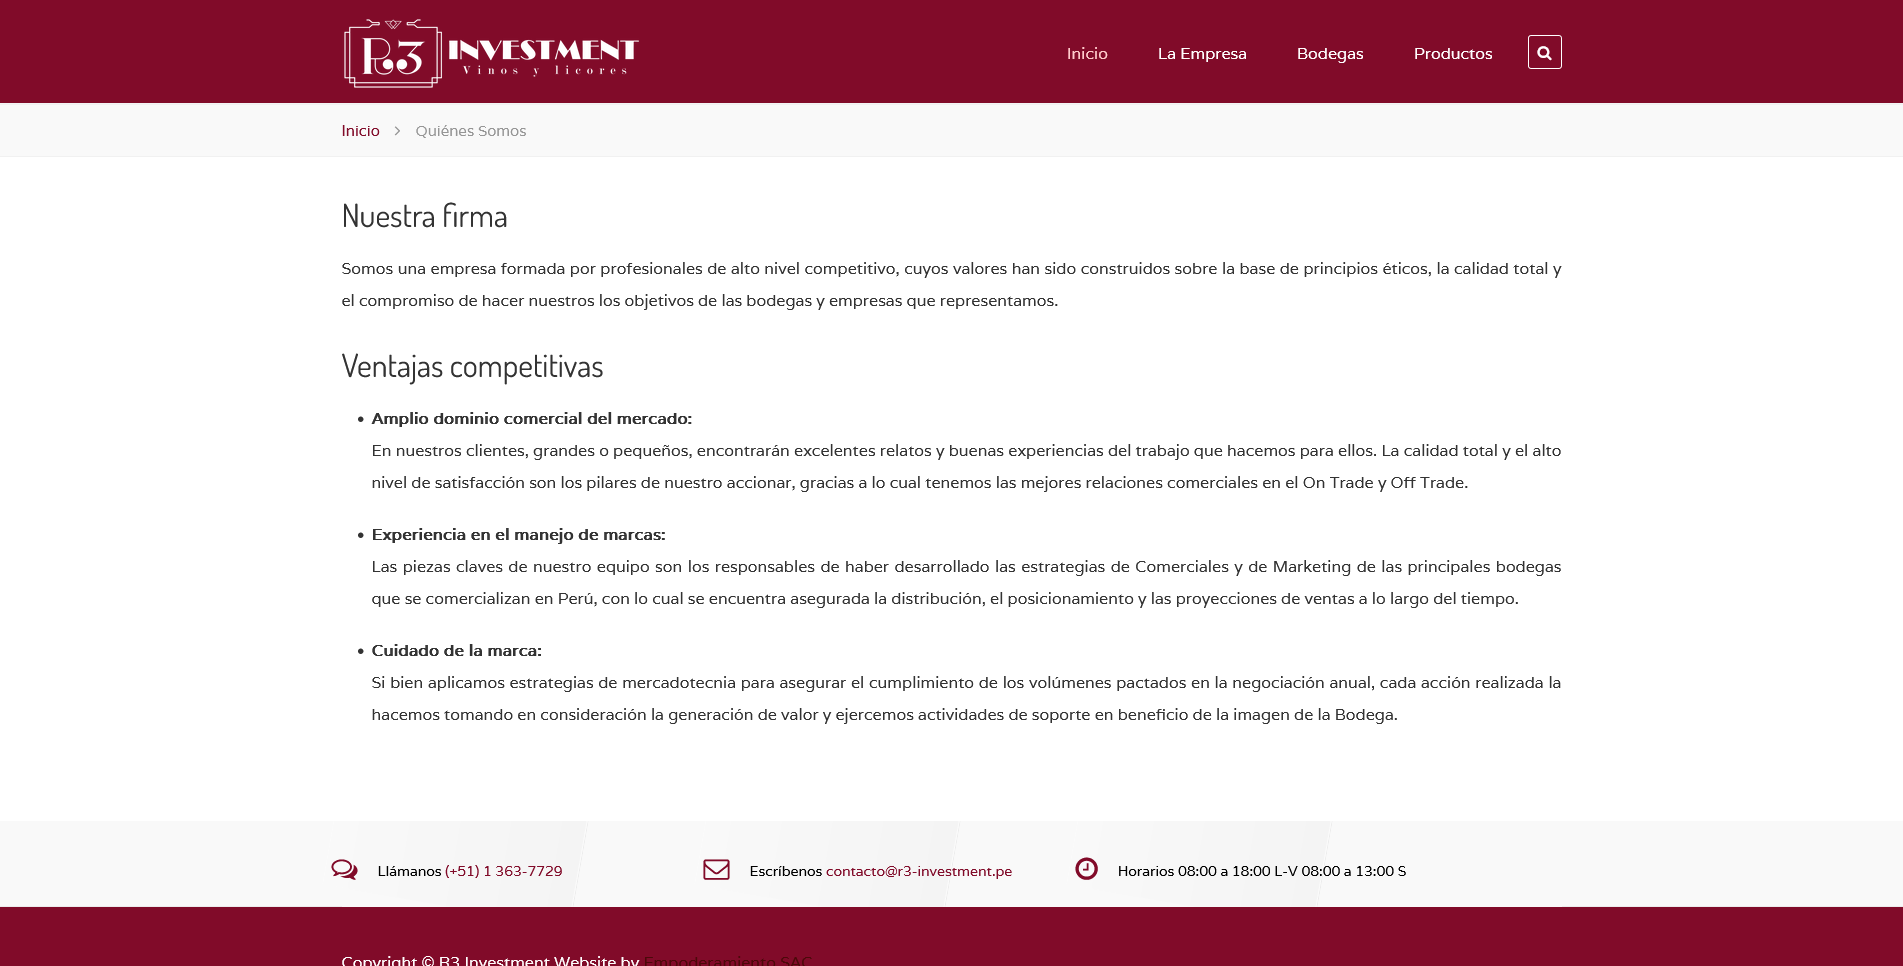 R3 INVESTMENT
Vinos y licores
Inicio La Empresa Bodegas Productos
Inicio > Quiénes Somos
Nuestra firma
Somos una empresa formada por profesionales de alto nivel competitivo, cuyos valores han sido construidos sobre la base de principios éticos, la calidad total y
el compromiso de hacer nuestros los objetivos de las bodegas y empresas que representamos.
Ventajas competitivas
• Amplio dominio comercial del mercado:
En nuestros clientes, grandes o pequeños, encontrarán excelentes relatos y buenas experiencias del trabajo que hacemos para ellos. La calidad total y el alto
nivel de satisfacción son los pilares de nuestro accionar, gracias a lo cual tenemos las mejores relaciones comerciales en el On Trade y Off Trade.
• Experiencia en el manejo de marcas:
Las piezas claves de nuestro equipo son los responsables de haber desarrollado las estrategias de Comerciales y de Marketing de las principales bodegas
que se comercializan en Perú, con lo cual se encuentra asegurada la distribución, el posicionamiento y las proyecciones de ventas a lo largo del tiempo.
• Cuidado de la marca:
Si bien aplicamos estrategias de mercadotecnia para asegurar el cumplimiento de los volúmenes pactados en la negociación anual, cada acción realizada la
hacemos tomando en consideración la generación de valor y ejercemos actividades de soporte en beneficio de la imagen de la Bodega.
Llámanos (+51) 1 363-7729 Escríbenos contacto@r3-investment.pe Horarios 08:00 a 18:00 L-V 08:00 a 13:00 S
Copyright © R3 Investment Website by Empoderamiento SAC